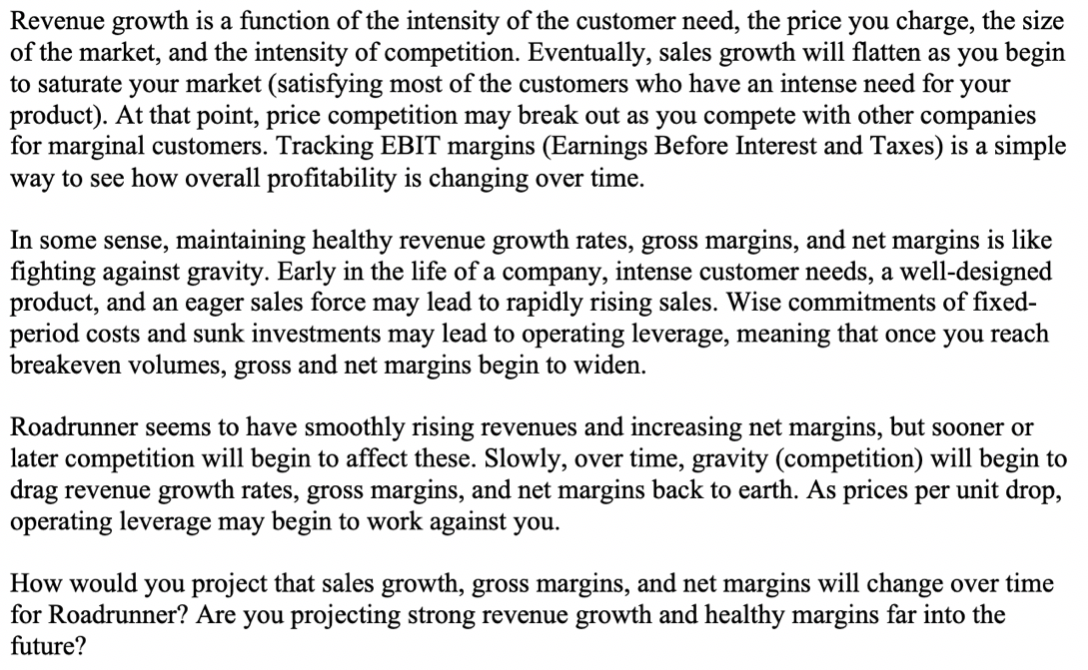 Revenue growth is a function of the intensity of the customer need, the price you charge, the size
of the market, and the intensity of competition. Eventually, sales growth will flatten as you begin
to saturate your market (satisfying most of the customers who have an intense need for your
product). At that point, price competition may break out as you compete with other companies
for marginal customers. Tracking EBIT margins (Earnings Before Interest and Taxes) is a simple
way to see how overall profitability is changing over time.
In some sense, maintaining healthy revenue growth rates, gross margins, and net margins is like
fighting against gravity. Early in the life of a company, intense customer needs, a well-designed
product, and an eager sales force may lead to rapidly rising sales. Wise commitments of fixed-
period costs and sunk investments may lead to operating leverage, meaning that once you reach
breakeven volumes, gross and net margins begin to widen.
Roadrunner seems to have smoothly rising revenues and increasing net margins, but sooner or
later competition will begin to affect these. Slowly, over time, gravity (competition) will begin to
drag revenue growth rates, gross margins, and net margins back to earth. As prices per unit drop,
operating leverage may begin to work against you.
How would you project that sales growth, gross margins, and net margins will change over time
for Roadrunner? Are you projecting strong revenue growth and healthy margins far into the
future?